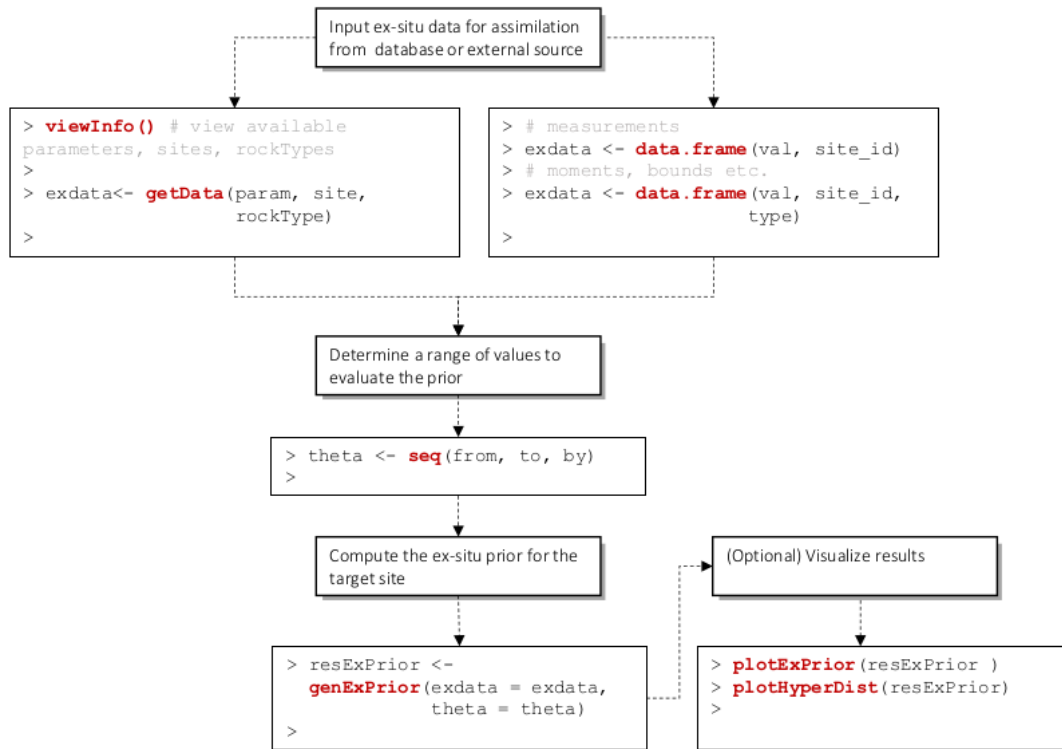 Input ex-situ data for assimilation
from database or external source
> viewInfo() # view available
parameters, sites, rockTypes
>
> exdata<- getData(param, site,
rockType)
>
> # measurements
> exdata <- data.frame(val, site_id)
> # moments, bounds etc.
> exdata <- data.frame(val, site_id,
type)
>
Determine a range of values to
evaluate the prior
> theta <- seq(from, to, by)
>
Compute the ex-situ prior for the
target site
(Optional) Visualize results
> resExPrior <-
genExPrior(exdata = exdata,
theta = theta)
>
> plotExPrior(resExPrior )
> plotHyperDist(resExPrior)
>